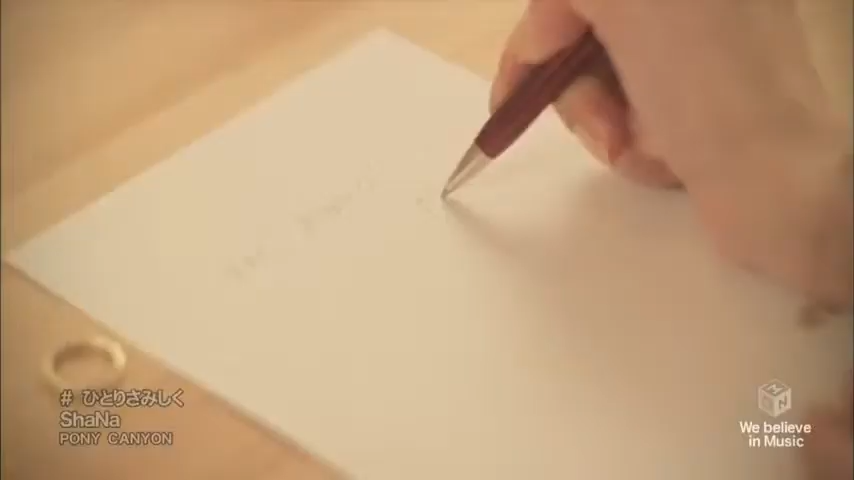 # ひとりさみしく
ShaNa
PONY CANYON
M
N
We believe
in Music